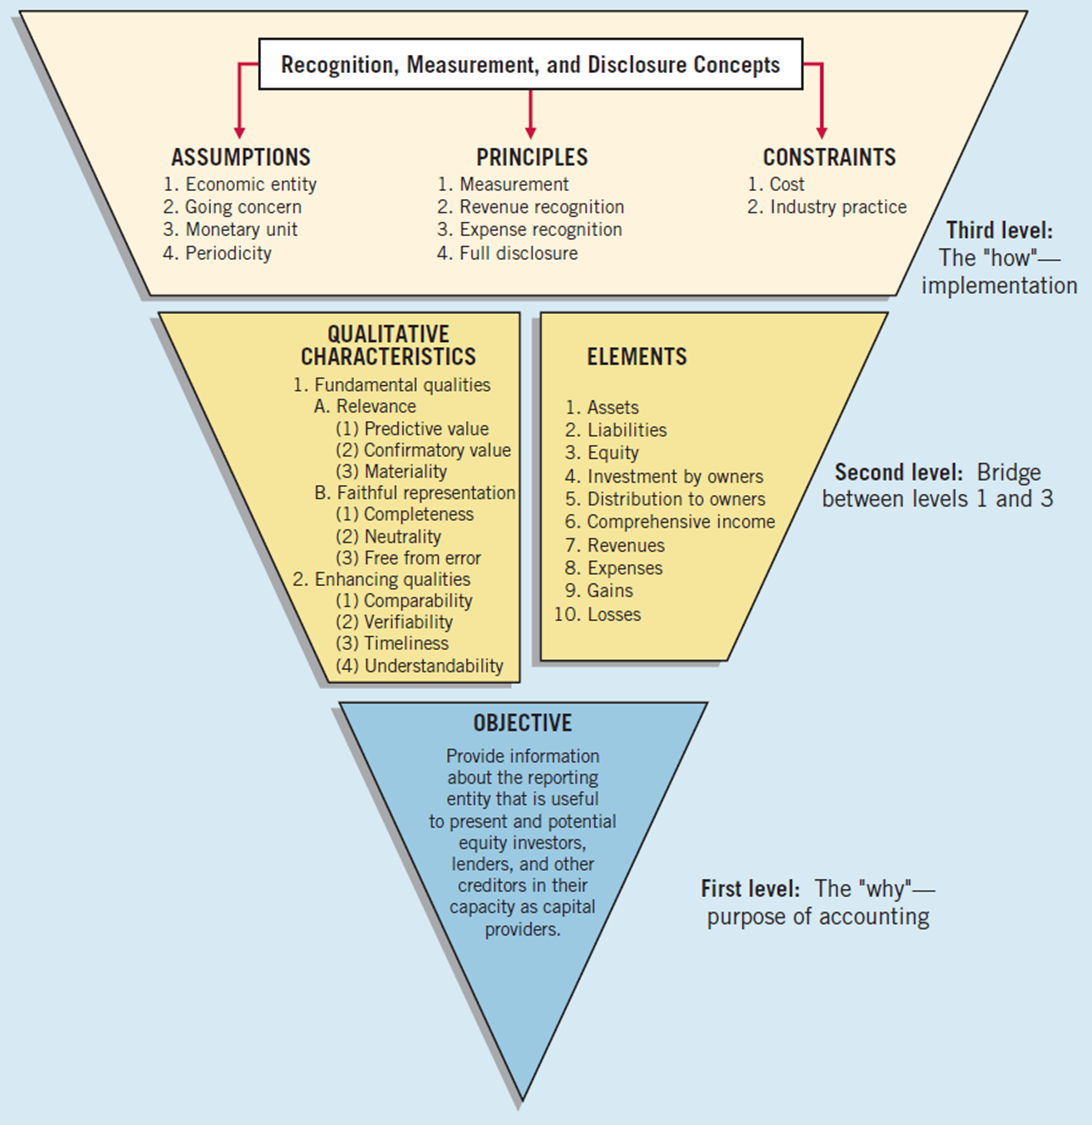 Recognition, Measurement, and Disclosure Concepts
ASSUMPTIONS
1. Economic entity
2. Going concern
3. Monetary unit
4. Periodicity
PRINCIPLES
1. Measurement
2. Revenue recognition
3. Expense recognition
4. Full disclosure
CONSTRAINTS
1. Cost
2. Industry practice
Third level:
The "how"—
implementation
QUALITATIVE
CHARACTERISTICS
1. Fundamental qualities
A. Relevance
(1) Predictive value
(2) Confirmatory value
(3) Materiality
B. Faithful representation
(1) Completeness
(2) Neutrality
(3) Free from error
2. Enhancing qualities
(1) Comparability
(2) Verifiability
(3) Timeliness
(4) Understandability
ELEMENTS
1. Assets
2. Liabilities
3. Equity
4. Investment by owners
5. Distribution to owners
6. Comprehensive income
7. Revenues
8. Expenses
9. Gains
10. Losses
Second level: Bridge
between levels 1 and 3
OBJECTIVE
Provide information
about the reporting
entity that is useful
to present and potential
equity investors,
lenders, and other
creditors in their
capacity as capital
providers.
First level: The "why"—
purpose of accounting